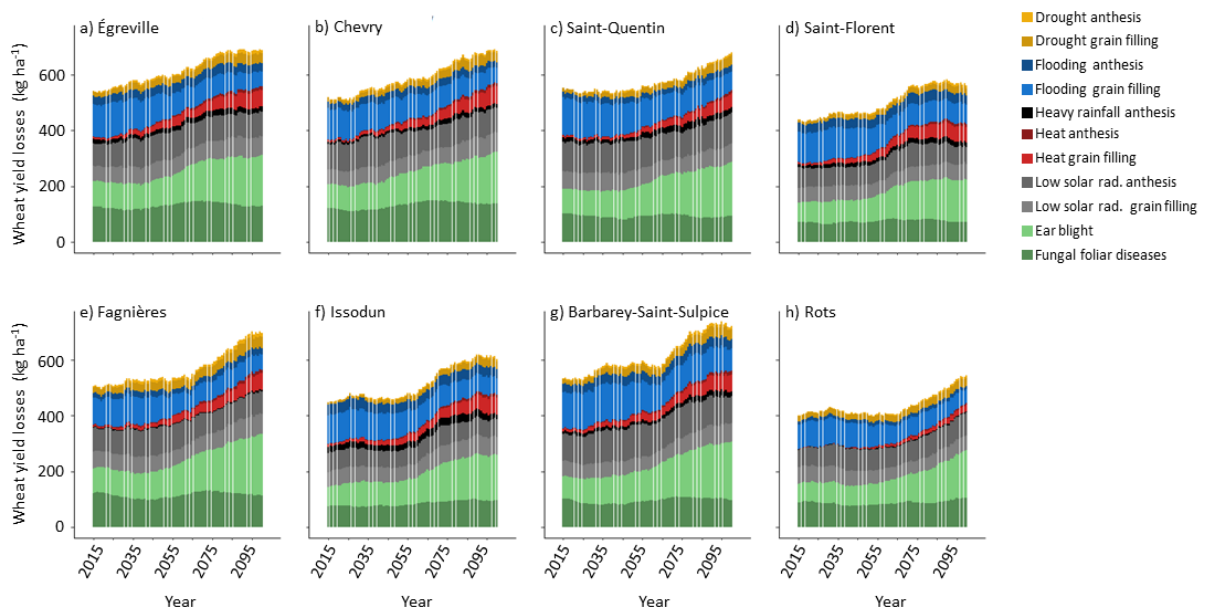 a) Égreville
b) Chevry
c) Saint-Quentin
d) Saint-Florent
Wheat yield losses (kg ha⁻¹)
600
400
200
0
Drought anthesis
Drought grain filling
Flooding anthesis
Flooding grain filling
Heavy rainfall anthesis
Heat anthesis
Heat grain filling
Low solar rad. anthesis
Low solar rad. grain filling
Ear blight
Fungal foliar diseases
e) Fagnières
f) Issodun
g) Barbarey-Saint-Sulpice
h) Rots
Wheat yield losses (kg ha⁻¹)
600
400
200
0
2015 2035 2055 2075 2095
2015 2035 2055 2075 2095
2015 2035 2055 2075 2095
2015 2035 2055 2075 2095
Year Year Year Year